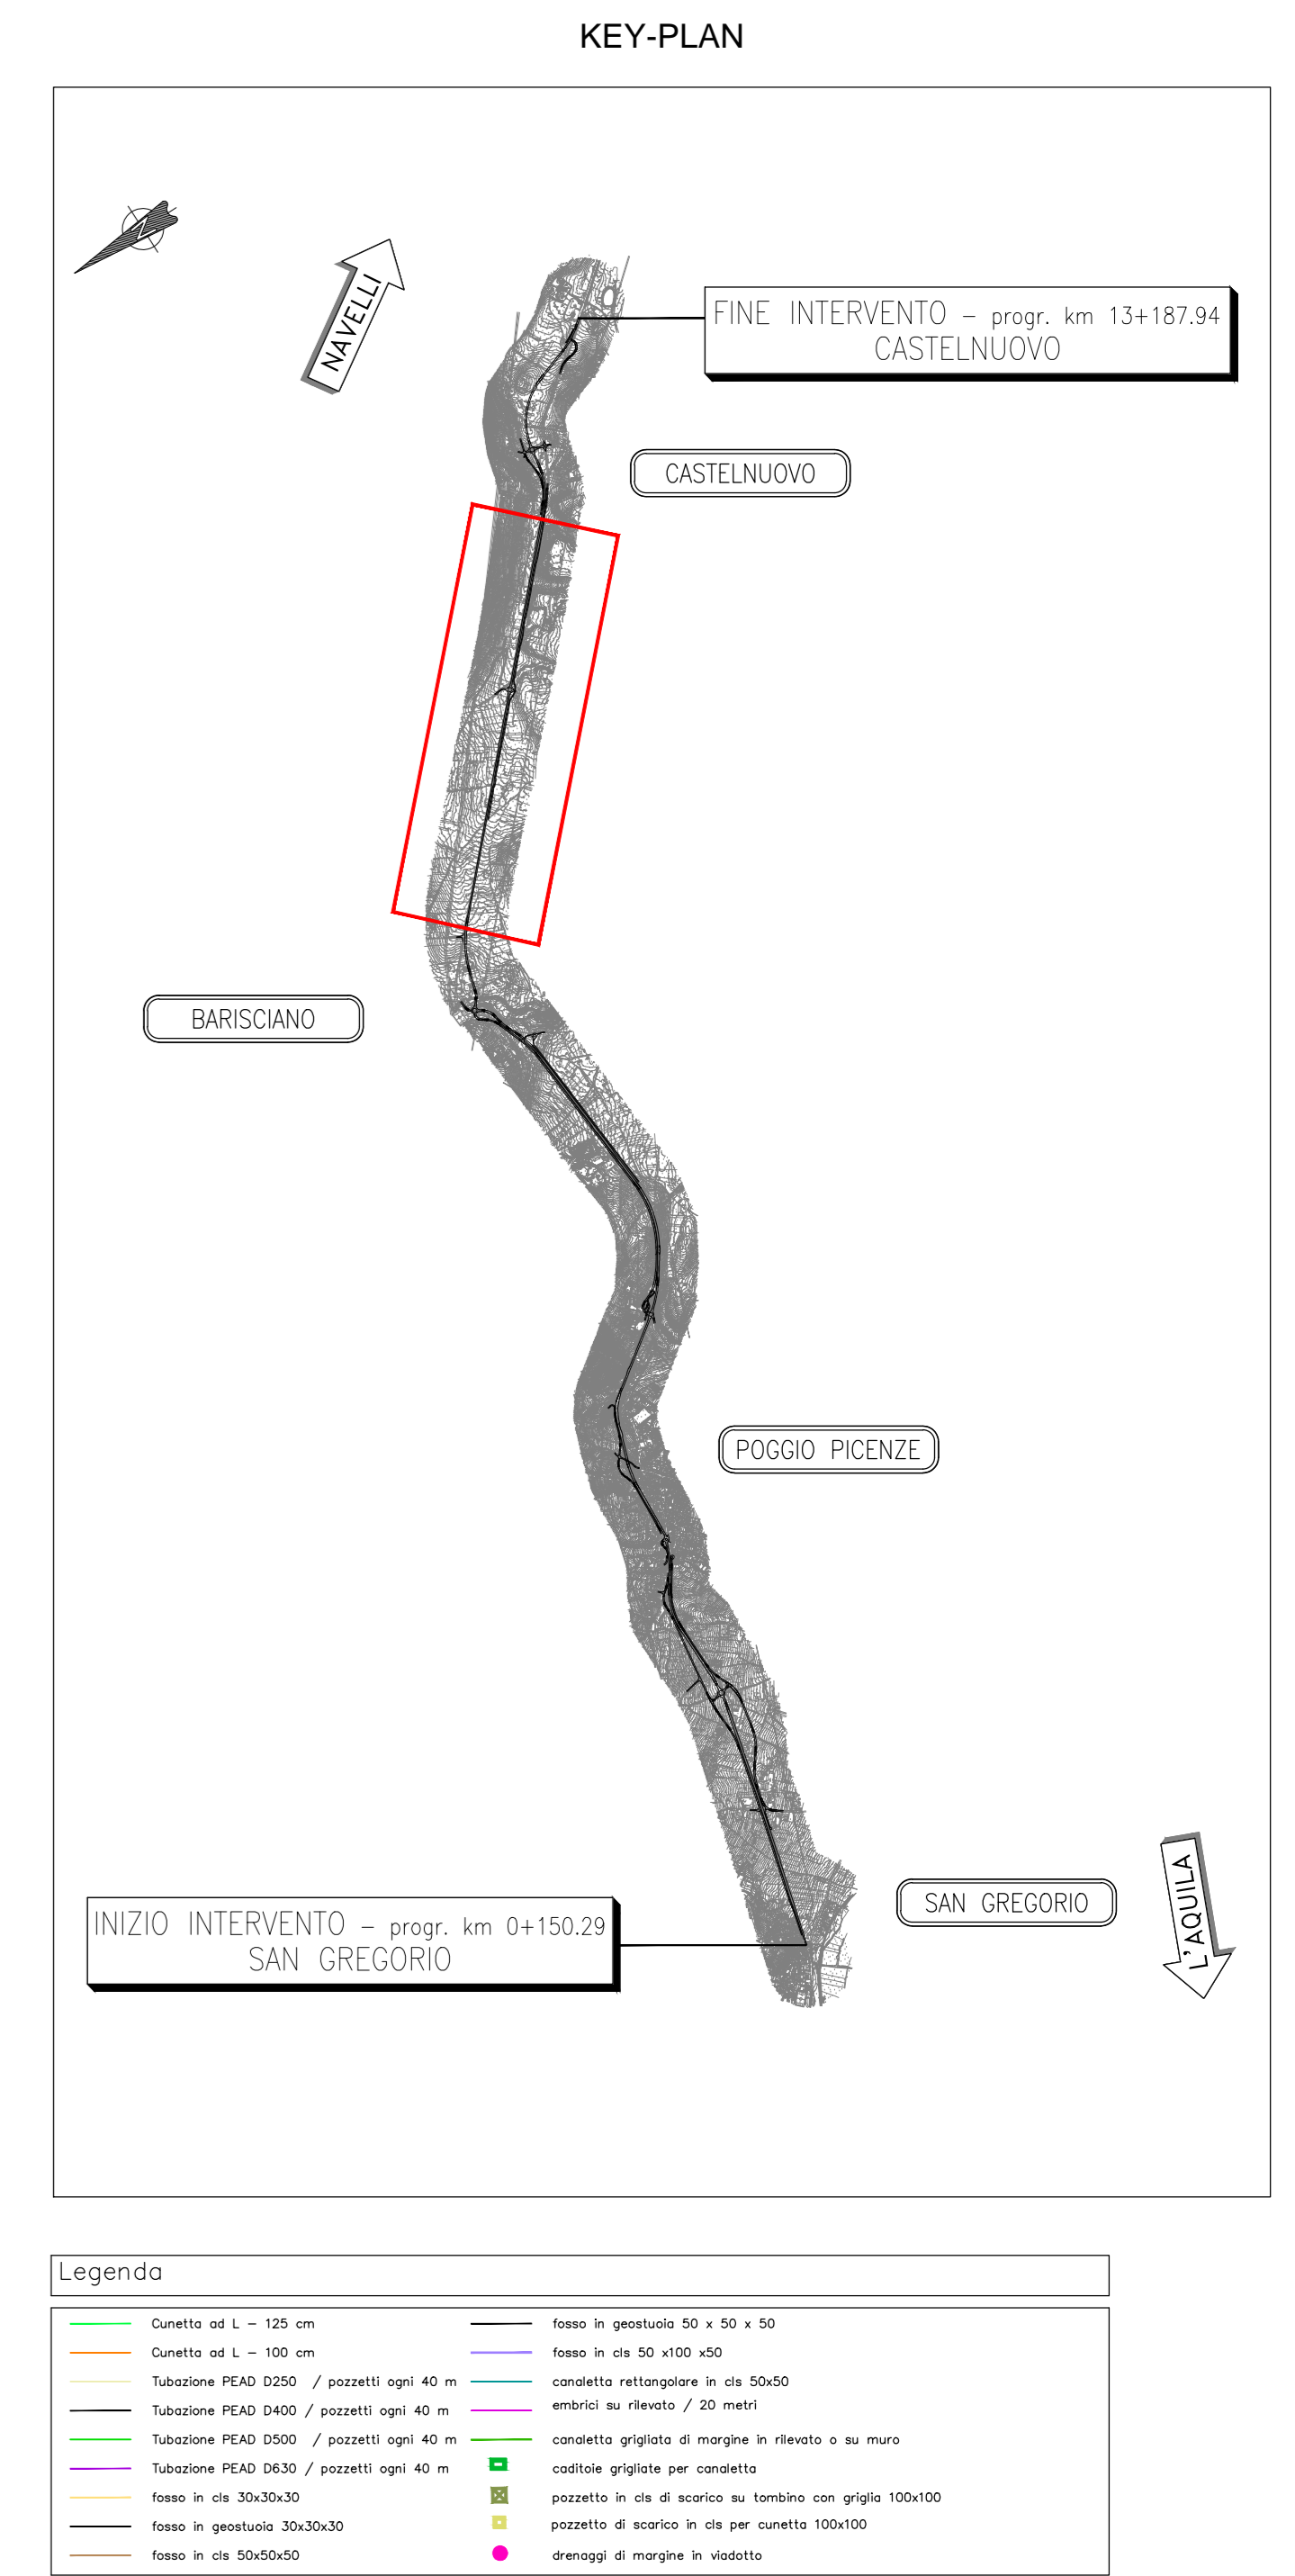 KEY-PLAN
Z
NAVELLI
FINE INTERVENTO – progr. km 13+187.94
CASTELNUOVO
CASTELNUOVO
BARISCIANO
POGGIO PICENZE
SAN GREGORIO
L'AQUILA
INIZIO INTERVENTO – progr. km 0+150.29
SAN GREGORIO
Legenda
Cunetta ad L – 125 cm
Cunetta ad L – 100 cm
Tubazione PEAD D250 / pozzetti ogni 40 m
Tubazione PEAD D400 / pozzetti ogni 40 m
Tubazione PEAD D500 / pozzetti ogni 40 m
Tubazione PEAD D630 / pozzetti ogni 40 m
fosso in cls 30x30x30
fosso in geostuoia 30x30x30
fosso in cls 50x50x50
fosso in geostuoia 50 x 50 x 50
fosso in cls 50 x100 x50
canaletta rettangolare in cls 50x50
embrici su rilevato / 20 metri
canaletta grigliata di margine in rilevato o su muro
caditoie grigliate per canaletta
pozzetto in cls di scarico su tombino con griglia 100x100
pozzetto di scarico in cls per cunetta 100x100
drenaggi di margine in viadotto